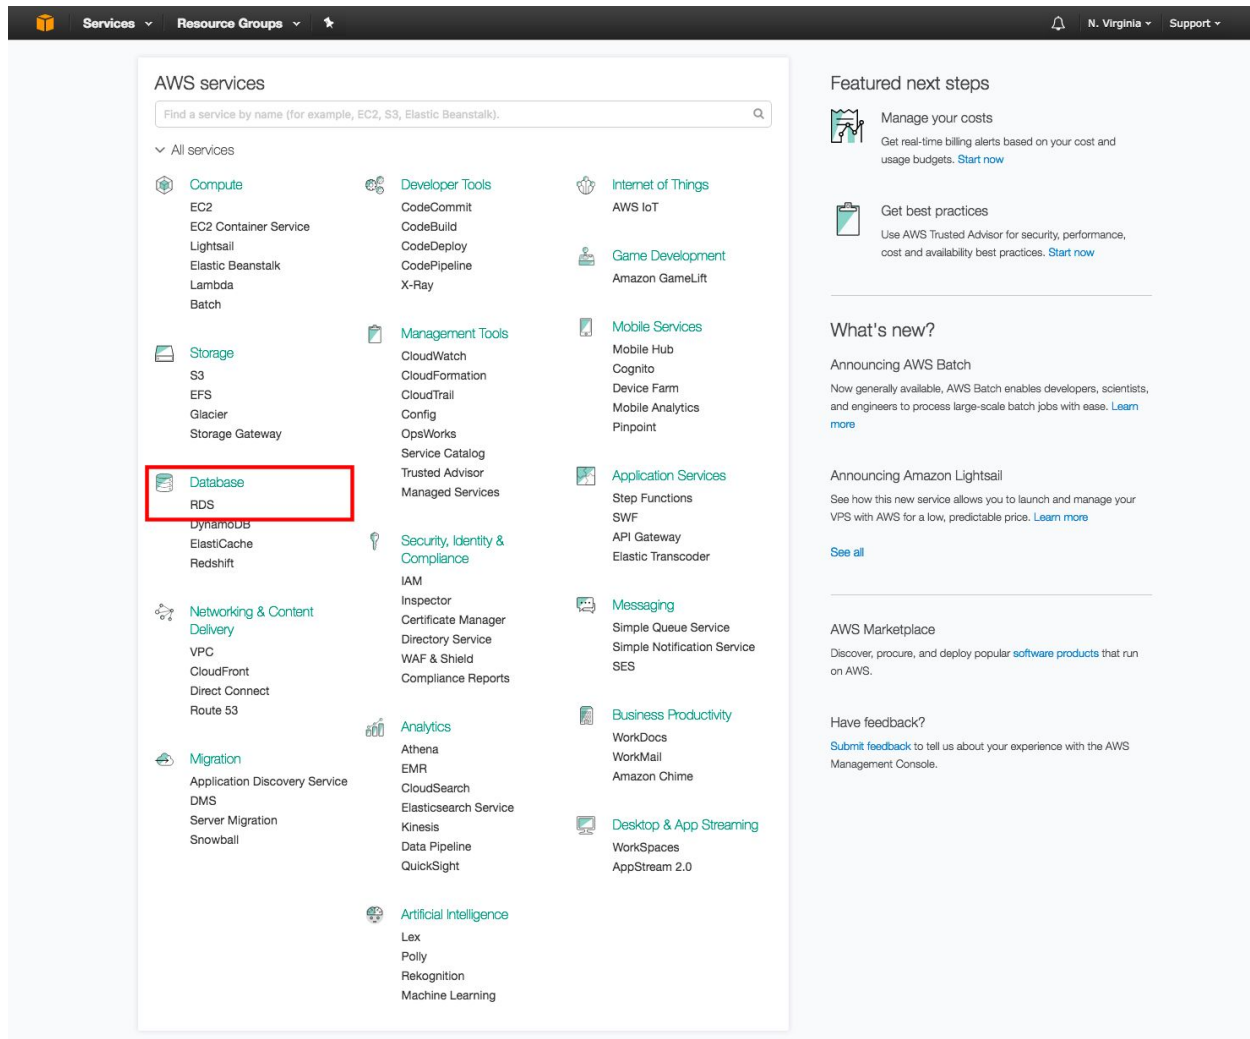 Services
Resource Groups
N. Virginia
Support
AWS services
Find a service by name (for example, EC2, S3, Elastic Beanstalk).
All services
Compute
EC2
EC2 Container Service
Lightsail
Elastic Beanstalk
Lambda
Batch
Storage
S3
EFS
Glacier
Storage Gateway
Database
RDS
DynamoDB
ElastiCache
Redshift
Networking & Content
Delivery
VPC
CloudFront
Direct Connect
Route 53
Migration
Application Discovery Service
DMS
Server Migration
Snowball
Developer Tools
CodeCommit
CodeBuild
CodeDeploy
CodePipeline
X-Ray
Management Tools
CloudWatch
CloudFormation
CloudTrail
Config
OpsWorks
Service Catalog
Trusted Advisor
Managed Services
Security, Identity &
Compliance
IAM
Inspector
Certificate Manager
Directory Service
WAF & Shield
Compliance Reports
Analytics
Athena
EMR
CloudSearch
Elasticsearch Service
Kinesis
Data Pipeline
QuickSight
Artificial Intelligence
Lex
Polly
Rekognition
Machine Learning
Internet of Things
AWS IoT
Game Development
Amazon GameLift
Mobile Services
Mobile Hub
Cognito
Device Farm
Mobile Analytics
Pinpoint
Application Services
Step Functions
SWF
API Gateway
Elastic Transcoder
Messaging
Simple Queue Service
Simple Notification Service
SES
Business Productivity
WorkDocs
WorkMail
Amazon Chime
Desktop & App Streaming
WorkSpaces
AppStream 2.0
Featured next steps
Manage your costs
Get real-time billing alerts based on your cost and
usage budgets. Start now
Get best practices
Use AWS Trusted Advisor for security, performance,
cost and availability best practices. Start now
What's new?
Announcing AWS Batch
Now generally available, AWS Batch enables developers, scientists,
and engineers to process large-scale batch jobs with ease. Learn
more
Announcing Amazon Lightsail
See how this new service allows you to launch and manage your
VPS with AWS for a low, predictable price. Learn more
See all
AWS Marketplace
Discover, procure, and deploy popular software products that run
on AWS.
Have feedback?
Submit feedback to tell us about your experience with the AWS
Management Console.